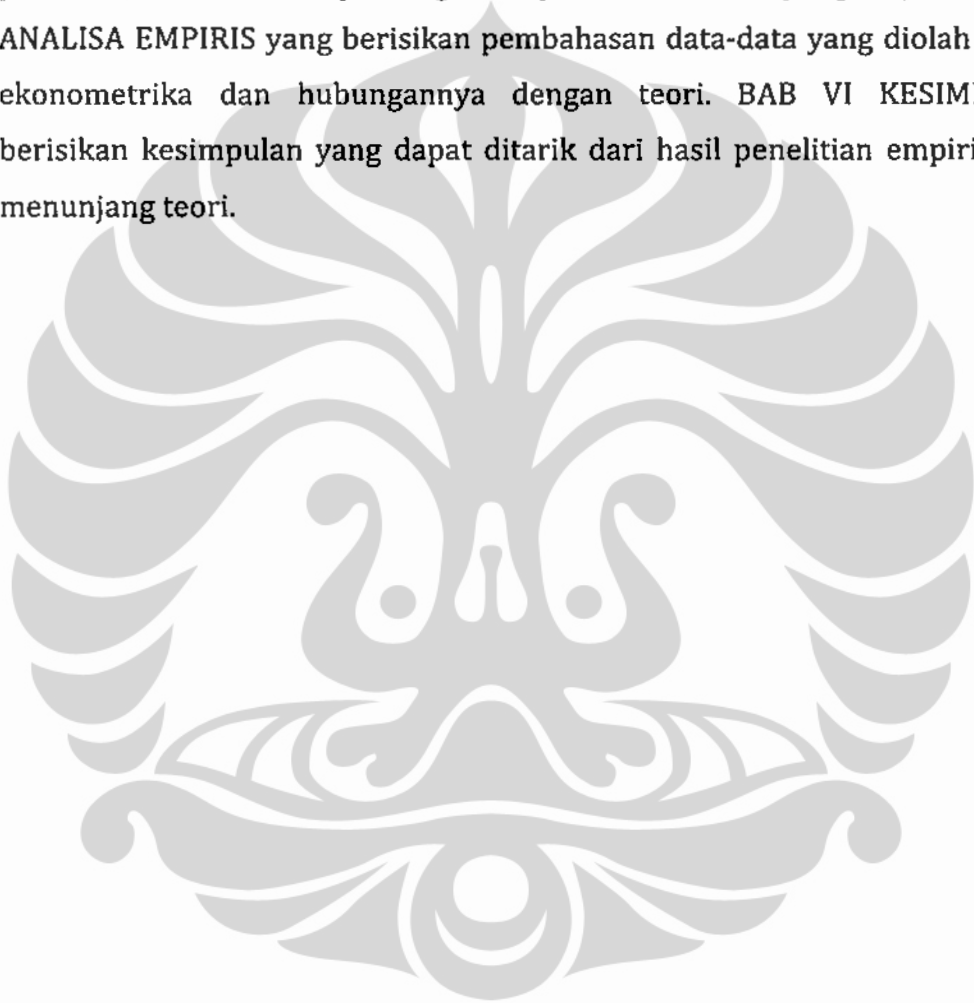 ANALISA EMPIRIS yang berisikan pembahasan data-data yang diolah
ekonometrika dan hubungannya dengan teori. BAB VI KESIM
berisikan kesimpulan yang dapat ditarik dari hasil penelitian empiri
menunjang teori.